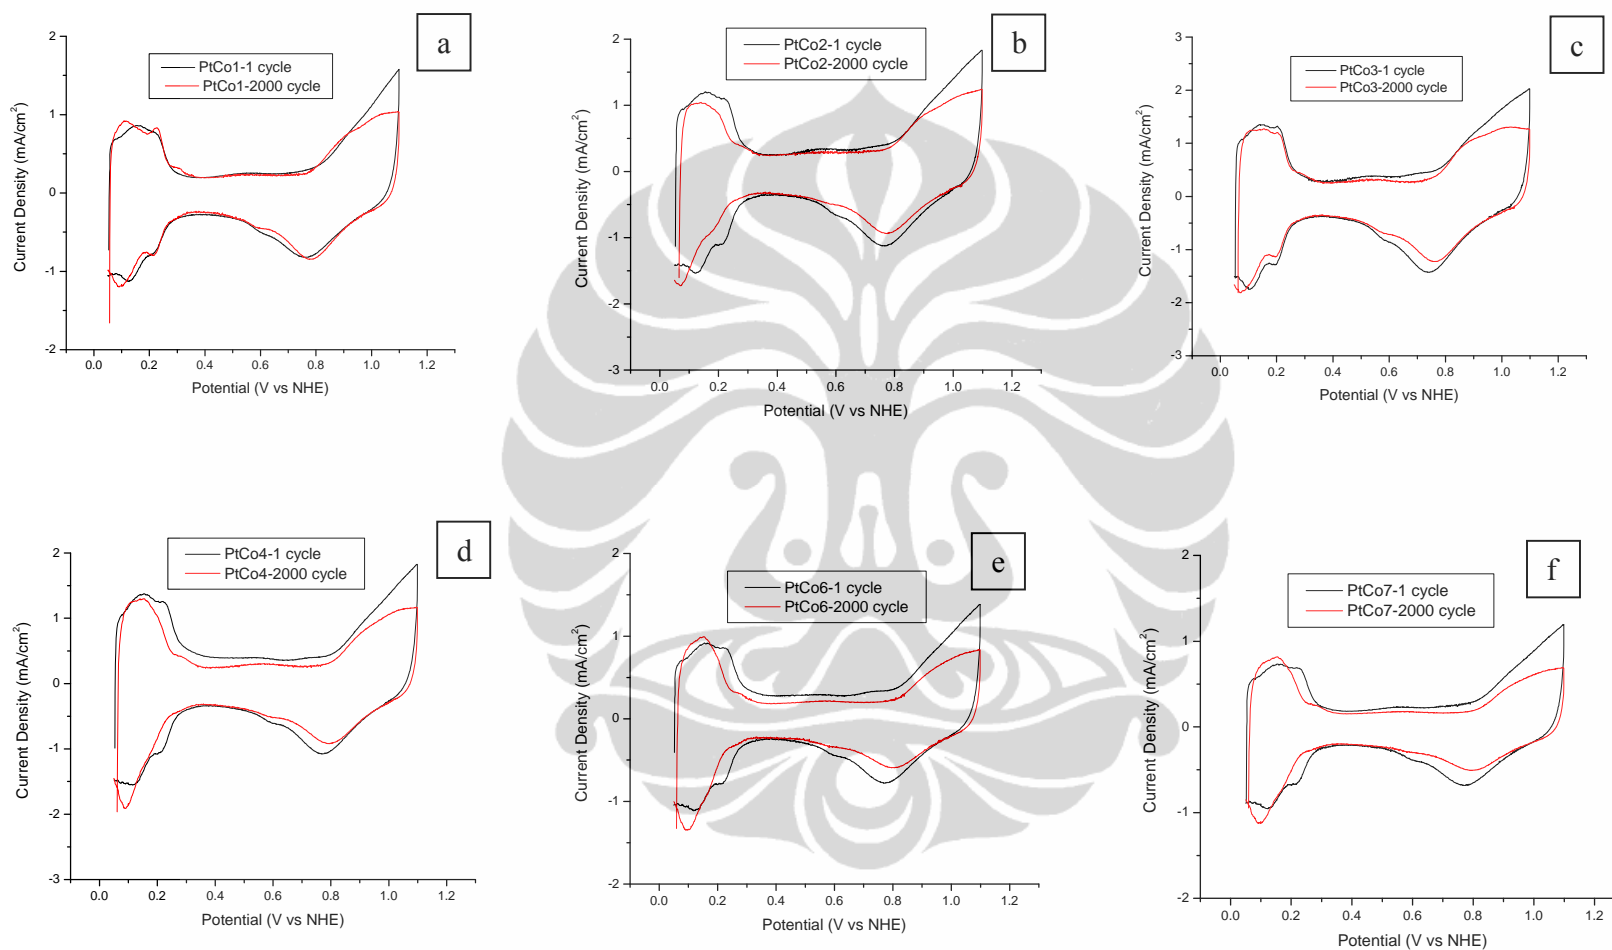 a
PtCo1-1 cycle
PtCo1-2000 cycle
2
1
0
-1
-2
0.0 0.2 0.4 0.6 0.8 1.0 1.2
Current Density (mA/cm²)
Potential (V vs NHE)
b
PtCo2-1 cycle
PtCo2-2000 cycle
2
1
0
-1
-2
-3
0.0 0.2 0.4 0.6 0.8 1.0 1.2
Current Density (mA/cm²)
Potential (V vs NHE)
c
PtCo3-1 cycle
PtCo3-2000 cycle
3
2
1
0
-1
-2
-3
0.0 0.2 0.4 0.6 0.8 1.0 1.2
Current Density (mA/cm²)
Potential (V vs NHE)
d
PtCo4-1 cycle
PtCo4-2000 cycle
2
1
0
-1
-2
-3
0.0 0.2 0.4 0.6 0.8 1.0 1.2
Current Density (mA/cm²)
Potential (V vs NHE)
e
PtCo6-1 cycle
PtCo6-2000 cycle
2
1
0
-1
-2
0.0 0.2 0.4 0.6 0.8 1.0 1.2
Current Density (mA/cm²)
Potential (V vs NHE)
f
PtCo7-1 cycle
PtCo7-2000 cycle
2
1
0
-1
-2
0.0 0.2 0.4 0.6 0.8 1.0 1.2
Currrent Density (mA/cm²)
Potential (V vs NHE)